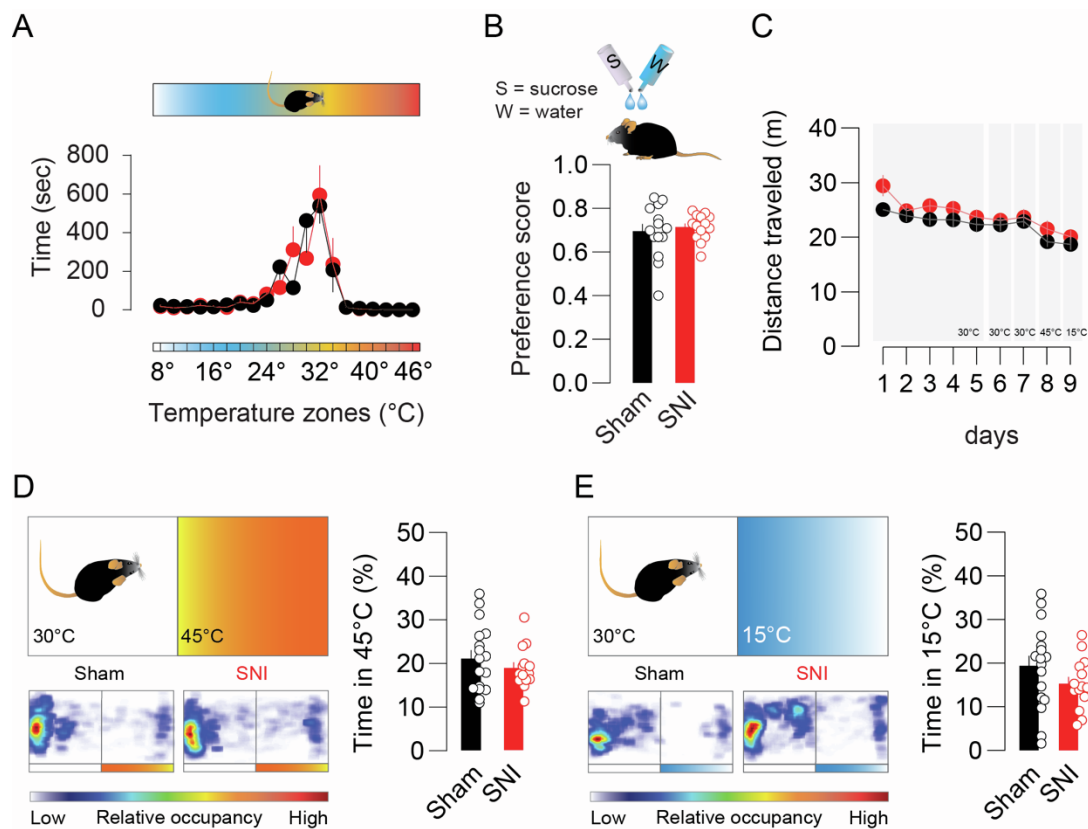 A
Time (sec)
800
600
400
200
0
8° 16° 24° 32° 40° 46°
Temperature zones (°C)
B
S = sucrose
W = water
S W
Preference score
1.0
0.8
0.6
0.4
0.2
0.0
Sham SNI
C
Distance traveled (m)
40
30
20
10
0
30°C 30°C 30°C 45°C 15°C
1 2 3 4 5 6 7 8 9
days
D
30°C 45°C
Sham SNI
Low Relative occupancy High
Time in 45°C (%)
50
40
30
20
10
0
Sham SNI
E
30°C 15°C
Sham SNI
Low Relative occupancy High
Time in 15°C (%)
50
40
30
20
10
0
Sham SNI